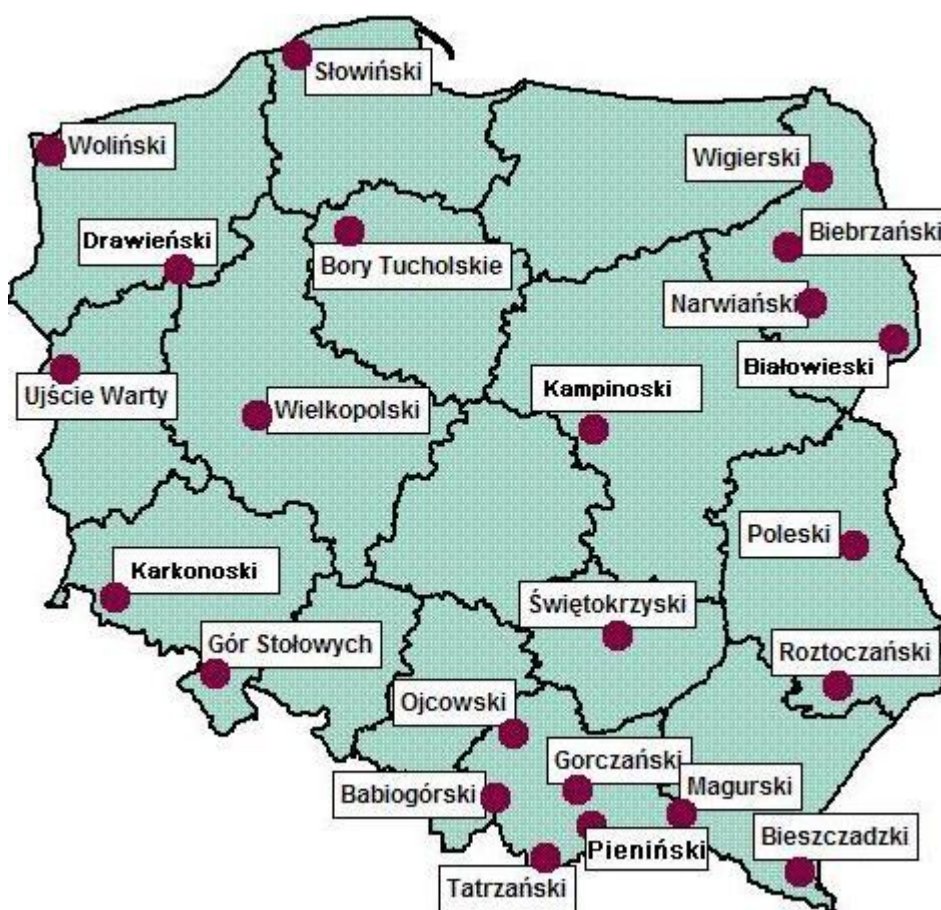 Słowiński
Woliński
Wigierski
Drawieński
Biebrzański
Bory Tucholskie
Narwiański
Białowieski
Kampinoski
Ujście Warty
Wielkopolski
Poleski
Karkonoski
Świętokrzyski
Gór Stołowych
Roztoczański
Ojcowski
Gorczański
Magurski
Babiogórski
Pieniński
Bieszczadzki
Tatrzański